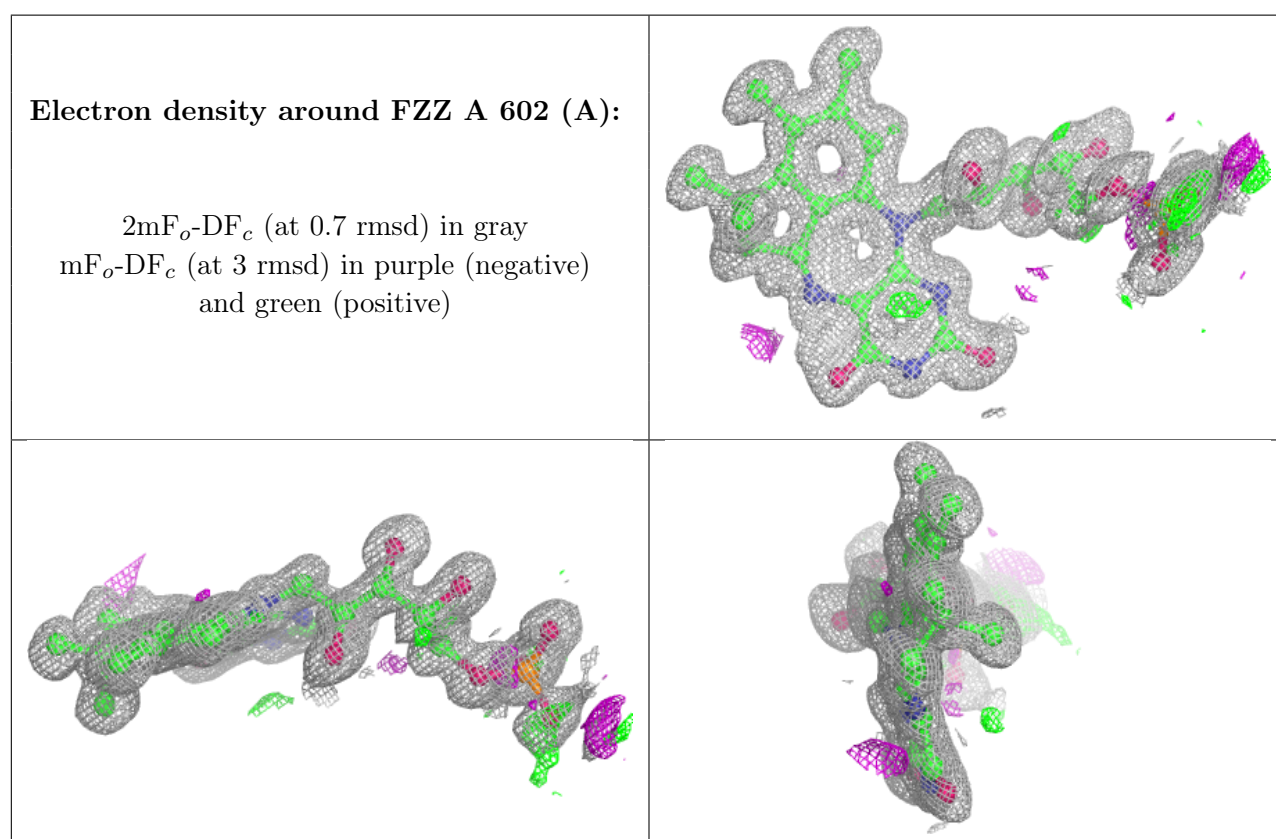 Electron density around FZZ A 602 (A):
2mFₒ-DF𝒸 (at 0.7 rmsd) in gray
mFₒ-DF𝒸 (at 3 rmsd) in purple (negative)
and green (positive)